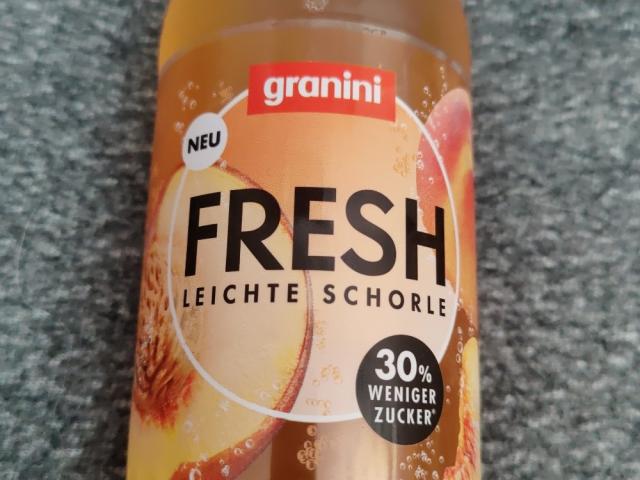 granini
NEU
FRESH
LEICHTE SCHORLE
30%
WENIGER
ZUCKER*